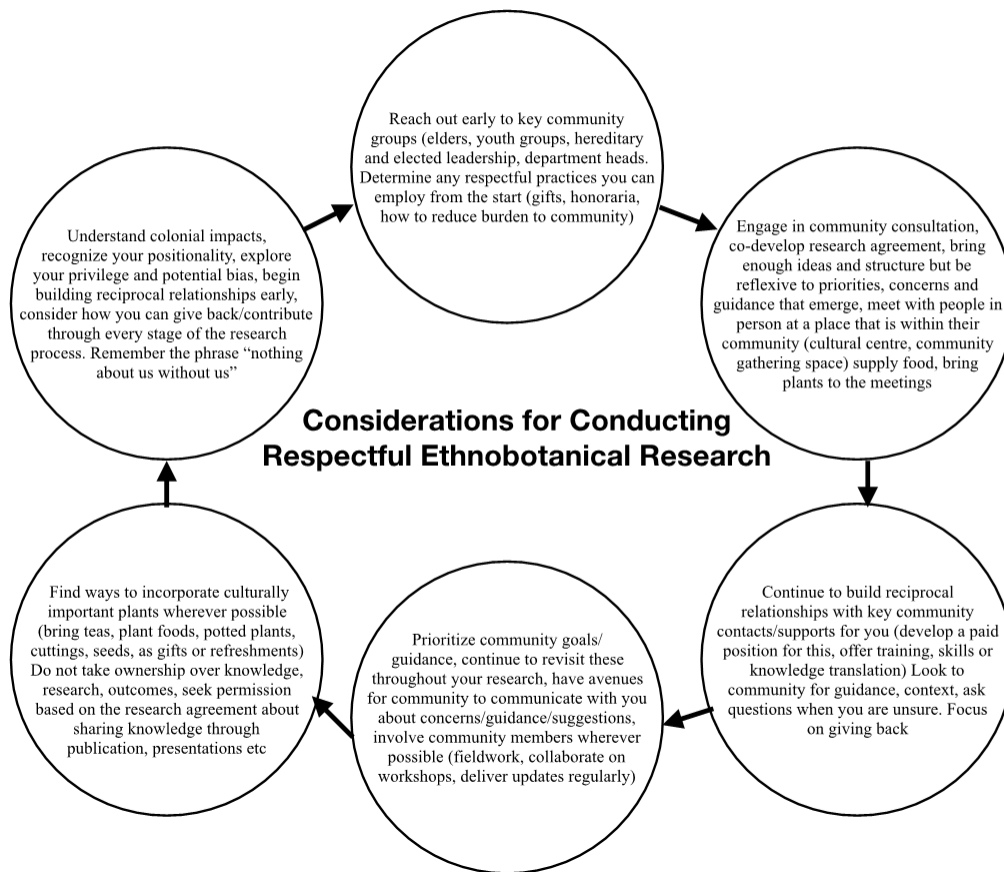 Considerations for Conducting
Respectful Ethnobotanical Research
Reach out early to key community
groups (elders, youth groups, hereditary
and elected leadership, department heads.
Determine any respectful practices you can
employ from the start (gifts, honoraria,
how to reduce burden to community)
Engage in community consultation,
co-develop research agreement, bring
enough ideas and structure but be
reflexive to priorities, concerns and
guidance that emerge, meet with people in
person at a place that is within their
community (cultural centre, community
gathering space) supply food, bring
plants to the meetings
Continue to build reciprocal
relationships with key community
contacts/supports for you (develop a paid
position for this, offer training, skills or
knowledge translation) Look to
community for guidance, context, ask
questions when you are unsure. Focus
on giving back
Prioritize community goals/
guidance, continue to revisit these
throughout your research, have avenues
for community to communicate with you
about concerns/guidance/suggestions,
involve community members wherever
possible (fieldwork, collaborate on
workshops, deliver updates regularly)
Find ways to incorporate culturally
important plants wherever possible
(bring teas, plant foods, potted plants,
cuttings, seeds, as gifts or refreshments)
Do not take ownership over knowledge,
research, outcomes, seek permission
based on the research agreement about
sharing knowledge through
publication, presentations etc
Understand colonial impacts,
recognize your positionality, explore
your privilege and potential bias, begin
building reciprocal relationships early,
consider how you can give back/contribute
through every stage of the research
process. Remember the phrase “nothing
about us without us”